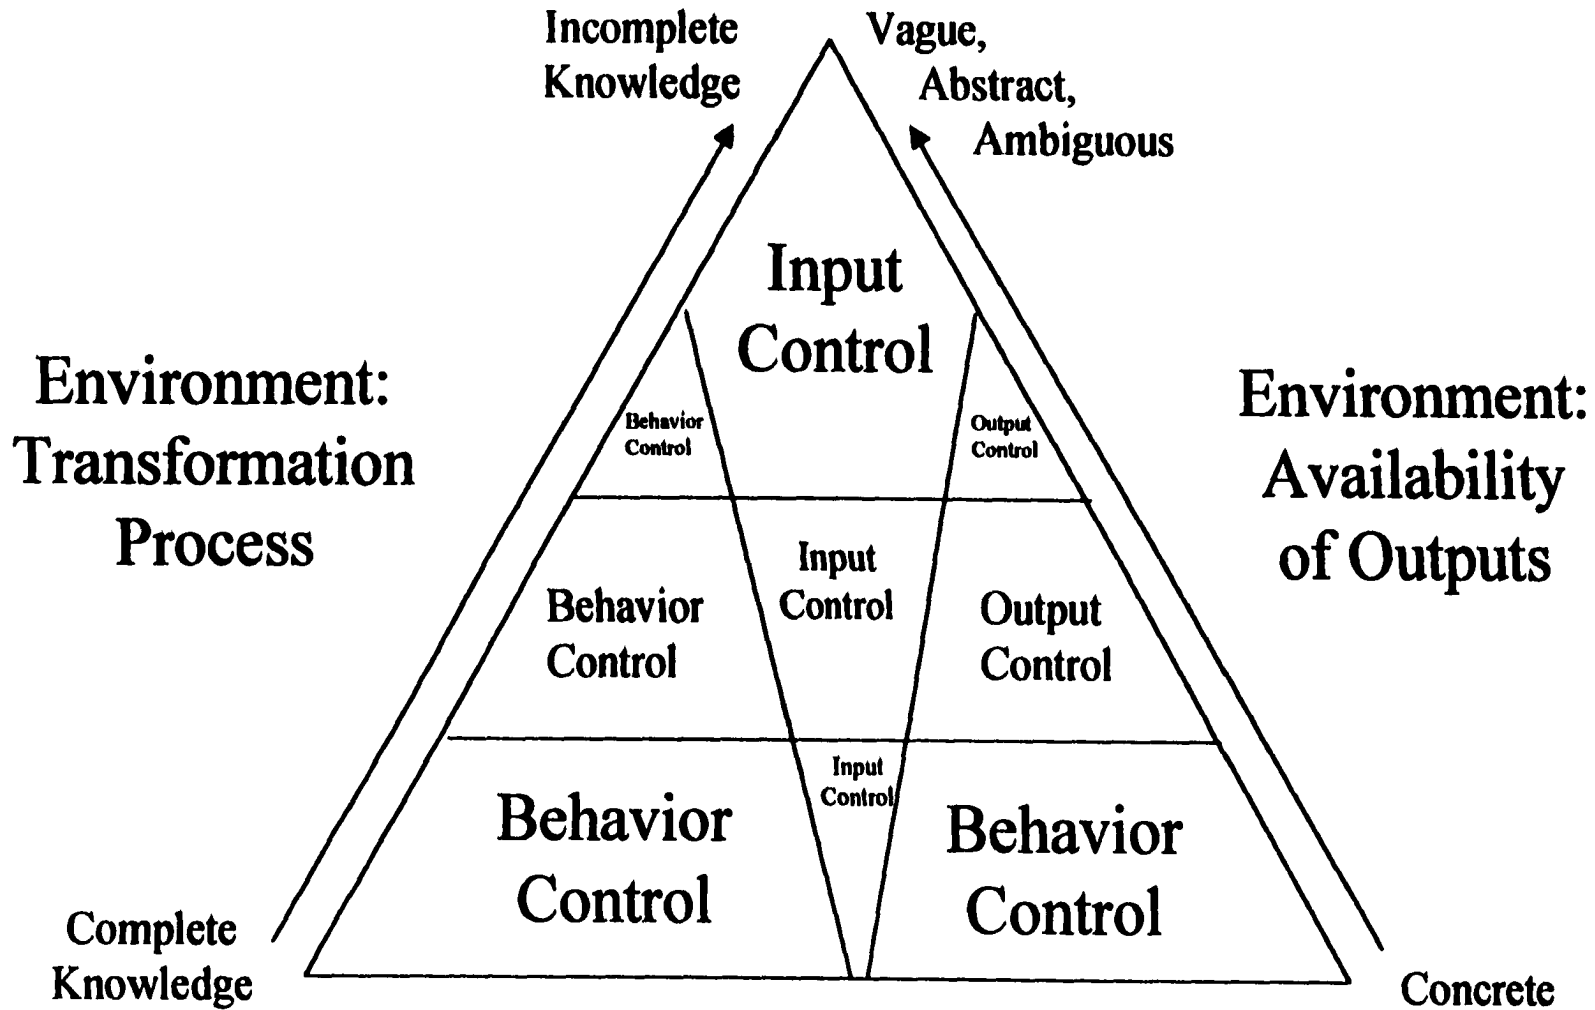 Incomplete
Knowledge
Vague,
Abstract,
Ambiguous
Input
Control
Environment:
Transformation
Process
Environment:
Availability
of Outputs
Behavior
Control
Output
Control
Behavior
Control
Input
Control
Output
Control
Behavior
Control
Input
Control
Behavior
Control
Complete
Knowledge
Concrete